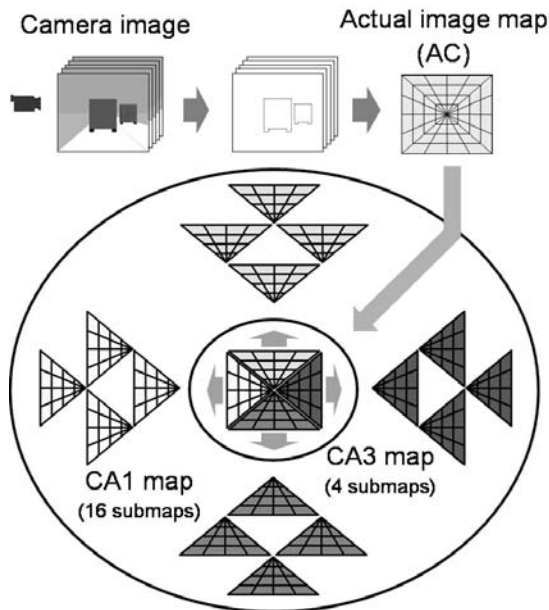 Camera image
Actual image map
(AC)
CA1 map
(16 submaps)
CA3 map
(4 submaps)